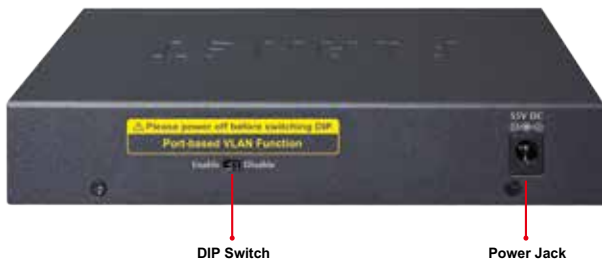 ⚠ Please power off before switching DIP.
Port-based VLAN Function
Enable Disable
55V DC
DIP Switch
Power Jack